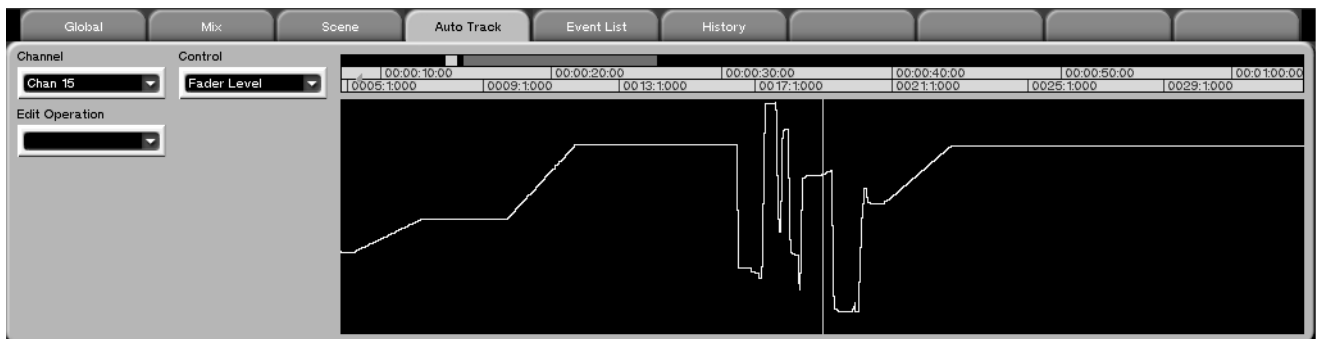 Global Mix Scene Auto Track Event List History
Channel Control
Chan 15 Fader Level
Edit Operation
00:00:10:00 00:00:20:00 00:00:30:00 00:00:40:00 00:00:50:00 00:01:00:00
0005:1:000 0009:1:000 0013:1:000 0017:1:000 0021:1:000 0025:1:000 0029:1:000